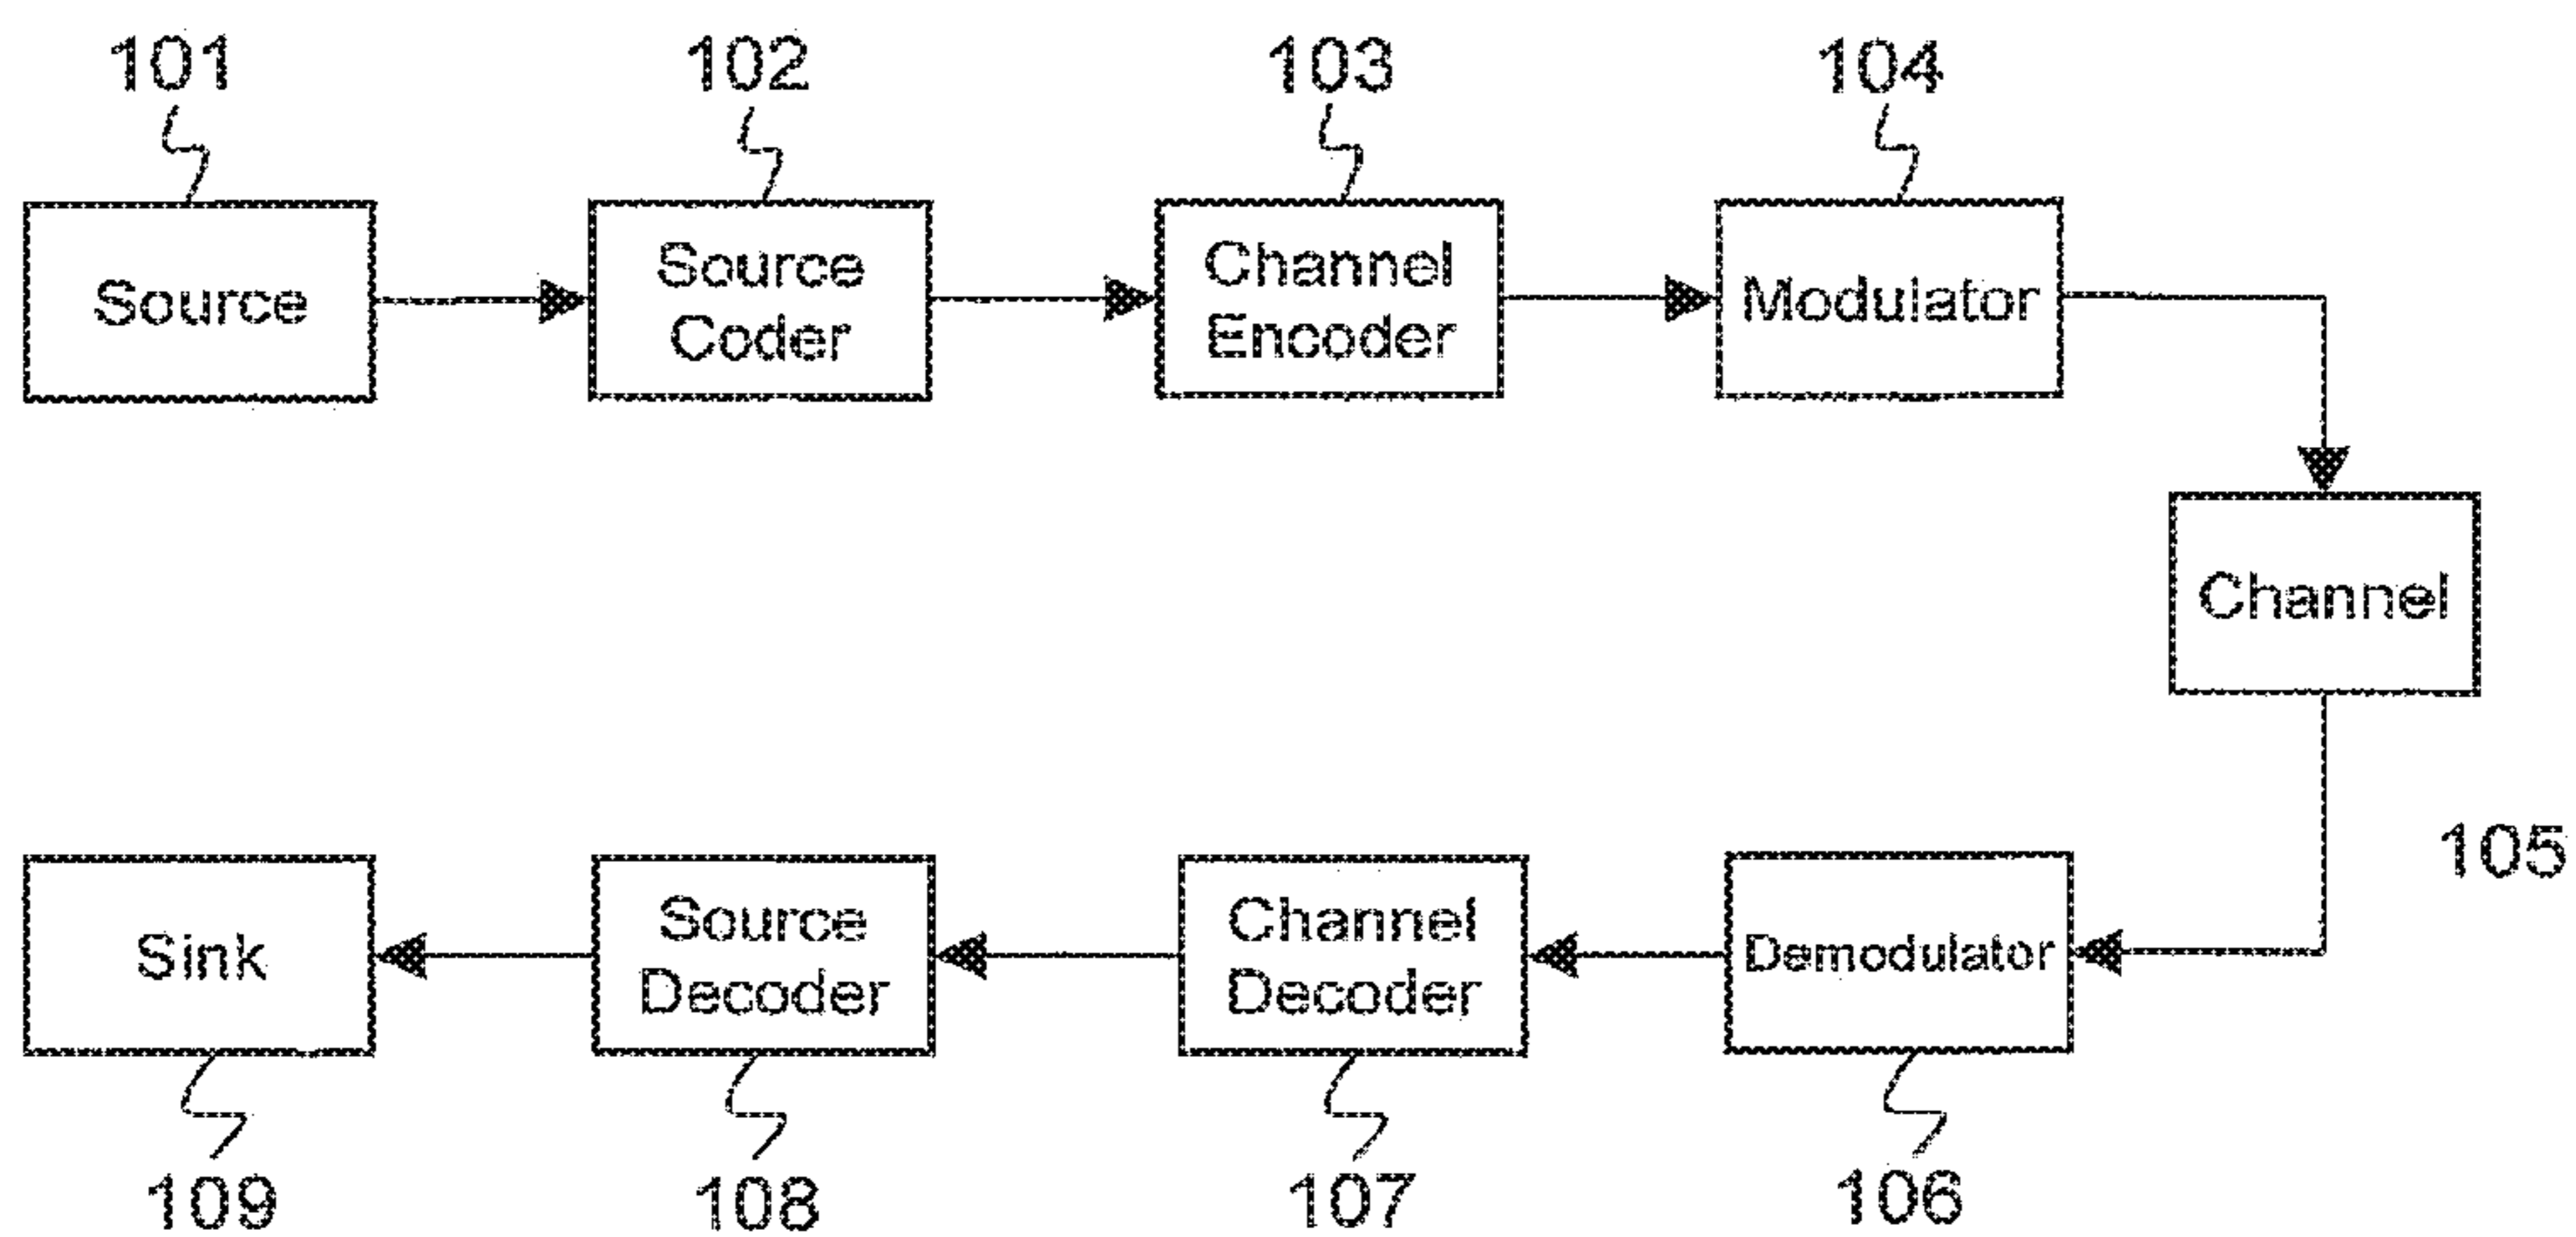 101
102
103
104
Source
Source
Coder
Channel
Encoder
Modulator
Channel
105
Sink
Source
Decoder
Channel
Decoder
Demodulator
109
108
107
106